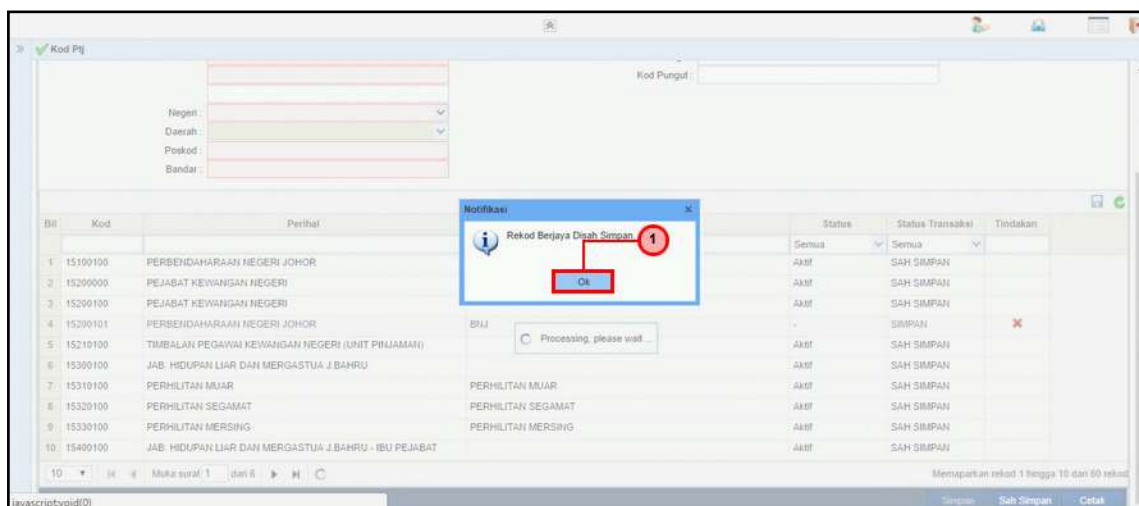 » Kod Ptj
Kod Pungut :
Negeri :
Daerah :
Poskod :
Bandar :
Notifikasi x
Rekod Berjaya Disah Simpan.
1
Ok
Processing, please wait...
Bil Kod Perihal Status Status Transaksi Tindakan
Semua Semua
1 15100100 PERBENDAHARAAN NEGERI JOHOR Aktif SAH SIMPAN
2 15200000 PEJABAT KEWANGAN NEGERI Aktif SAH SIMPAN
3 15200100 PEJABAT KEWANGAN NEGERI Aktif SAH SIMPAN
4 15200101 PERBENDAHARAAN NEGERI JOHOR BNJ - SIMPAN
5 15210100 TIMBALAN PEGAWAI KEWANGAN NEGERI (UNIT PINJAMAN) Aktif SAH SIMPAN
6 15300100 JAB. HIDUPAN LIAR DAN MERGASTUA J.BAHRU Aktif SAH SIMPAN
7 15310100 PERHILITAN MUAR PERHILITAN MUAR Aktif SAH SIMPAN
8 15320100 PERHILITAN SEGAMAT PERHILITAN SEGAMAT Aktif SAH SIMPAN
9 15330100 PERHILITAN MERSING PERHILITAN MERSING Aktif SAH SIMPAN
10 15400100 JAB. HIDUPAN LIAR DAN MERGASTUA J.BAHRU - IBU PEJABAT Aktif SAH SIMPAN
10 Muka surat 1 dari 6 Memaparkan rekod 1 hingga 10 dari 60 rekod
javascript:void(0) Simpan Sah Simpan Cetak